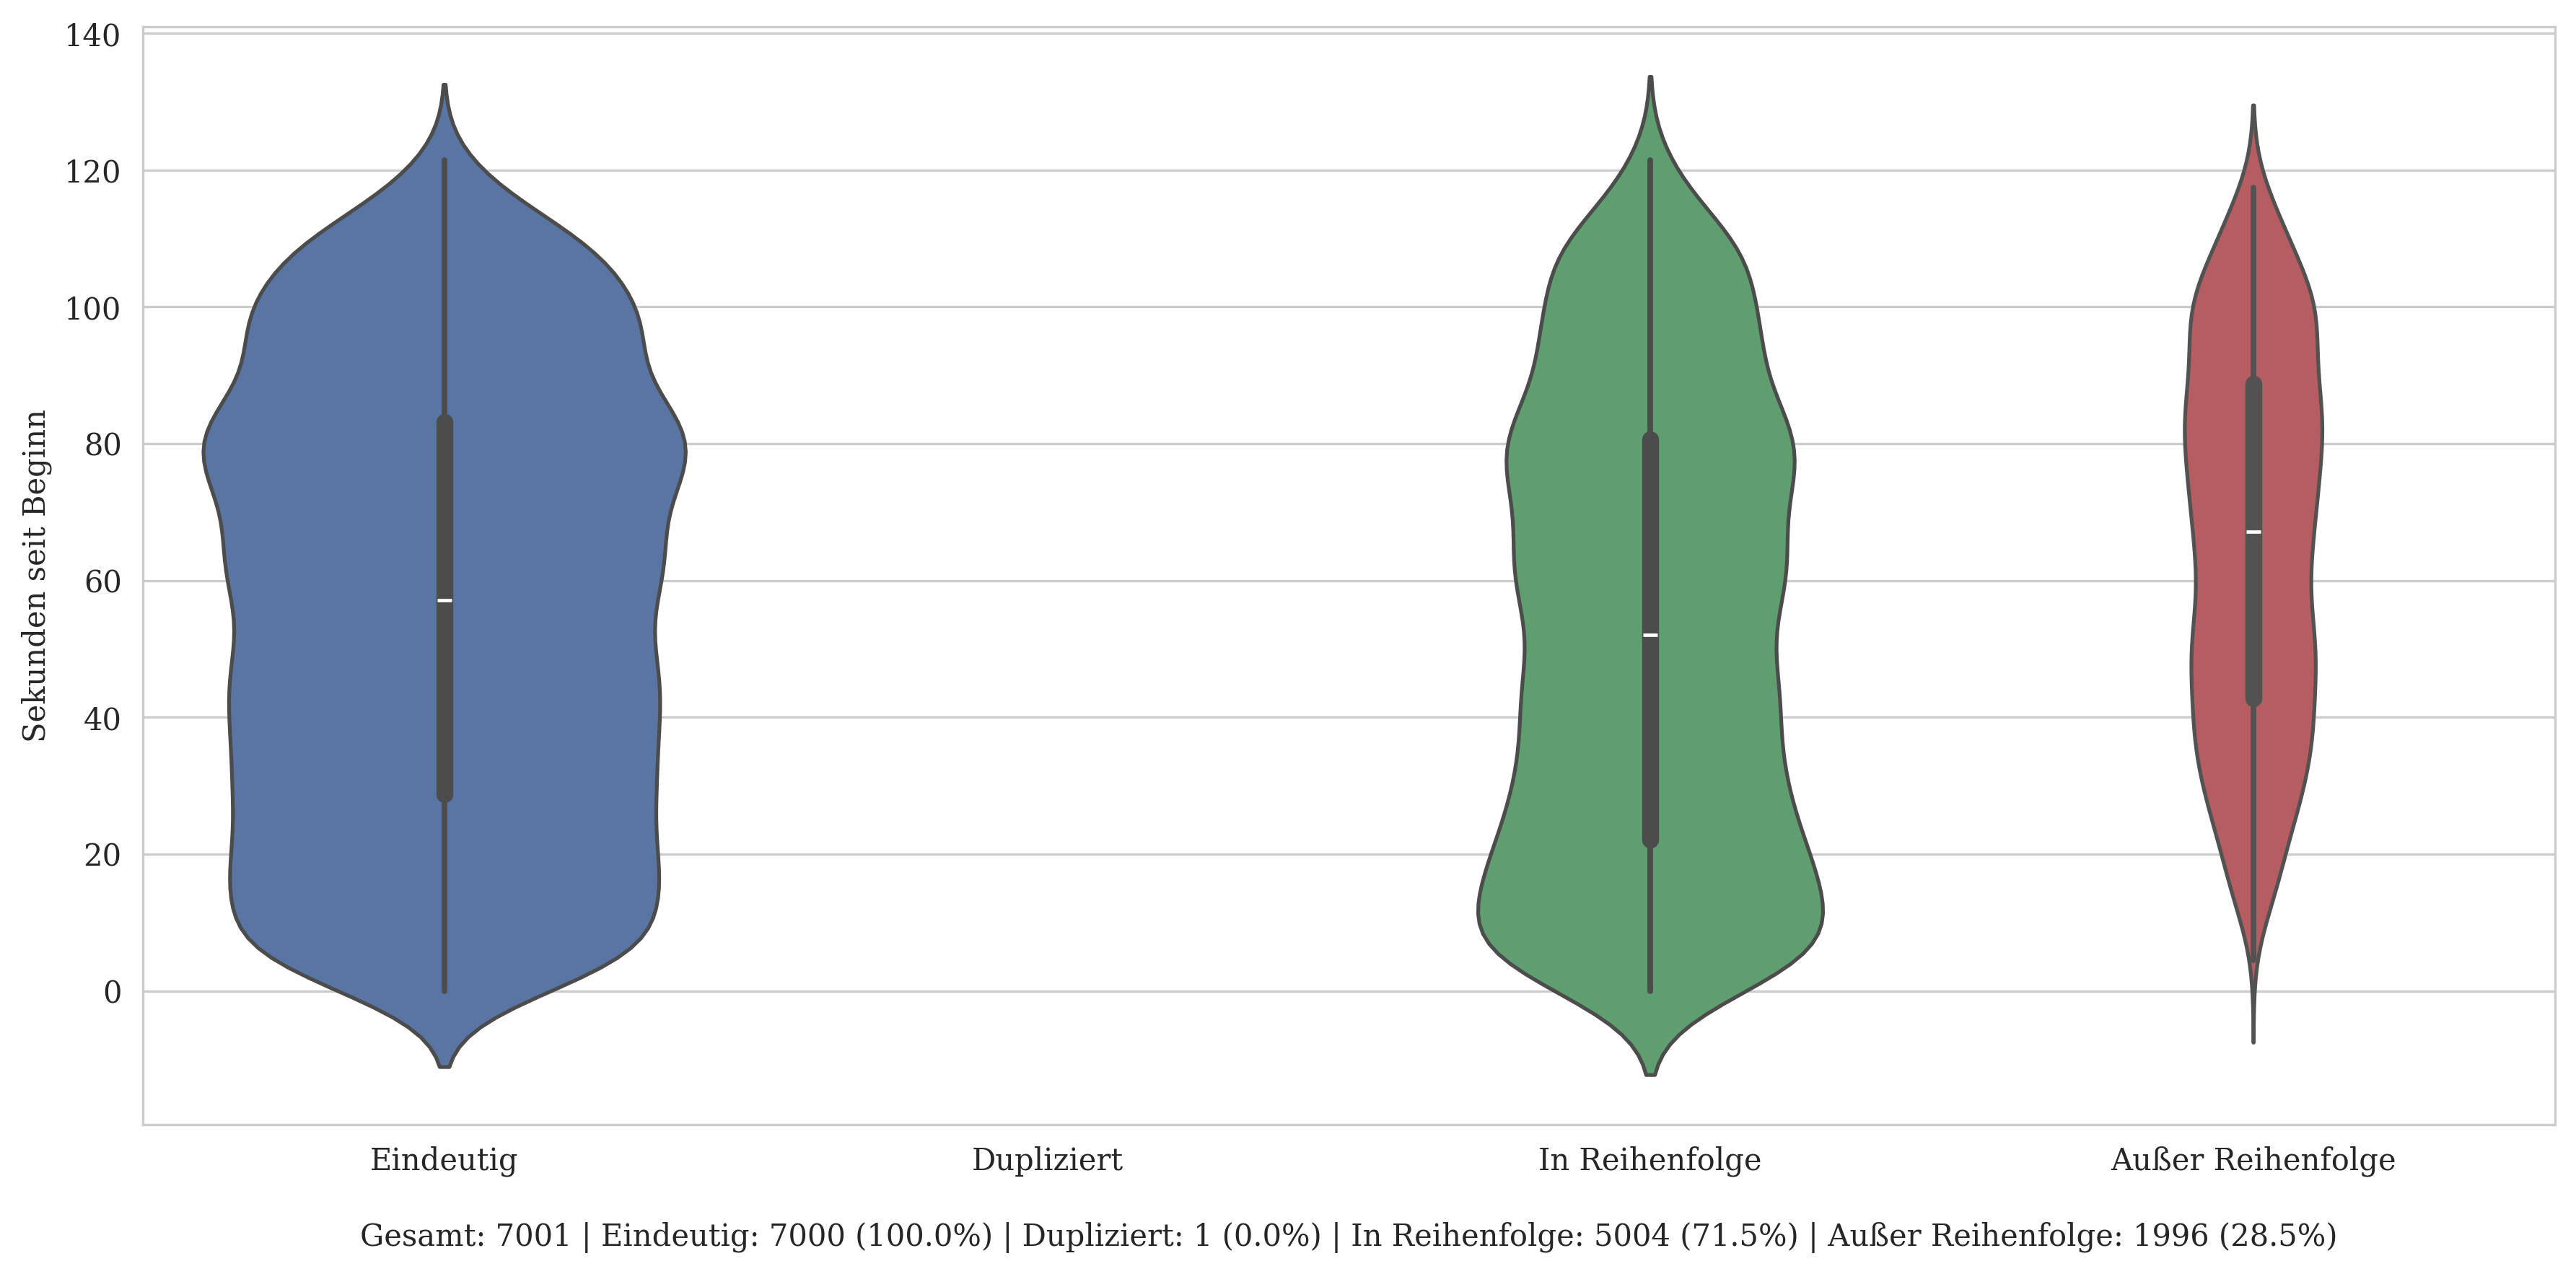 140
120
100
80
60
40
20
0
Sekunden seit Beginn
Eindeutig
Dupliziert
In Reihenfolge
Außer Reihenfolge
Gesamt: 7001 | Eindeutig: 7000 (100.0%) | Dupliziert: 1 (0.0%) | In Reihenfolge: 5004 (71.5%) | Außer Reihenfolge: 1996 (28.5%)